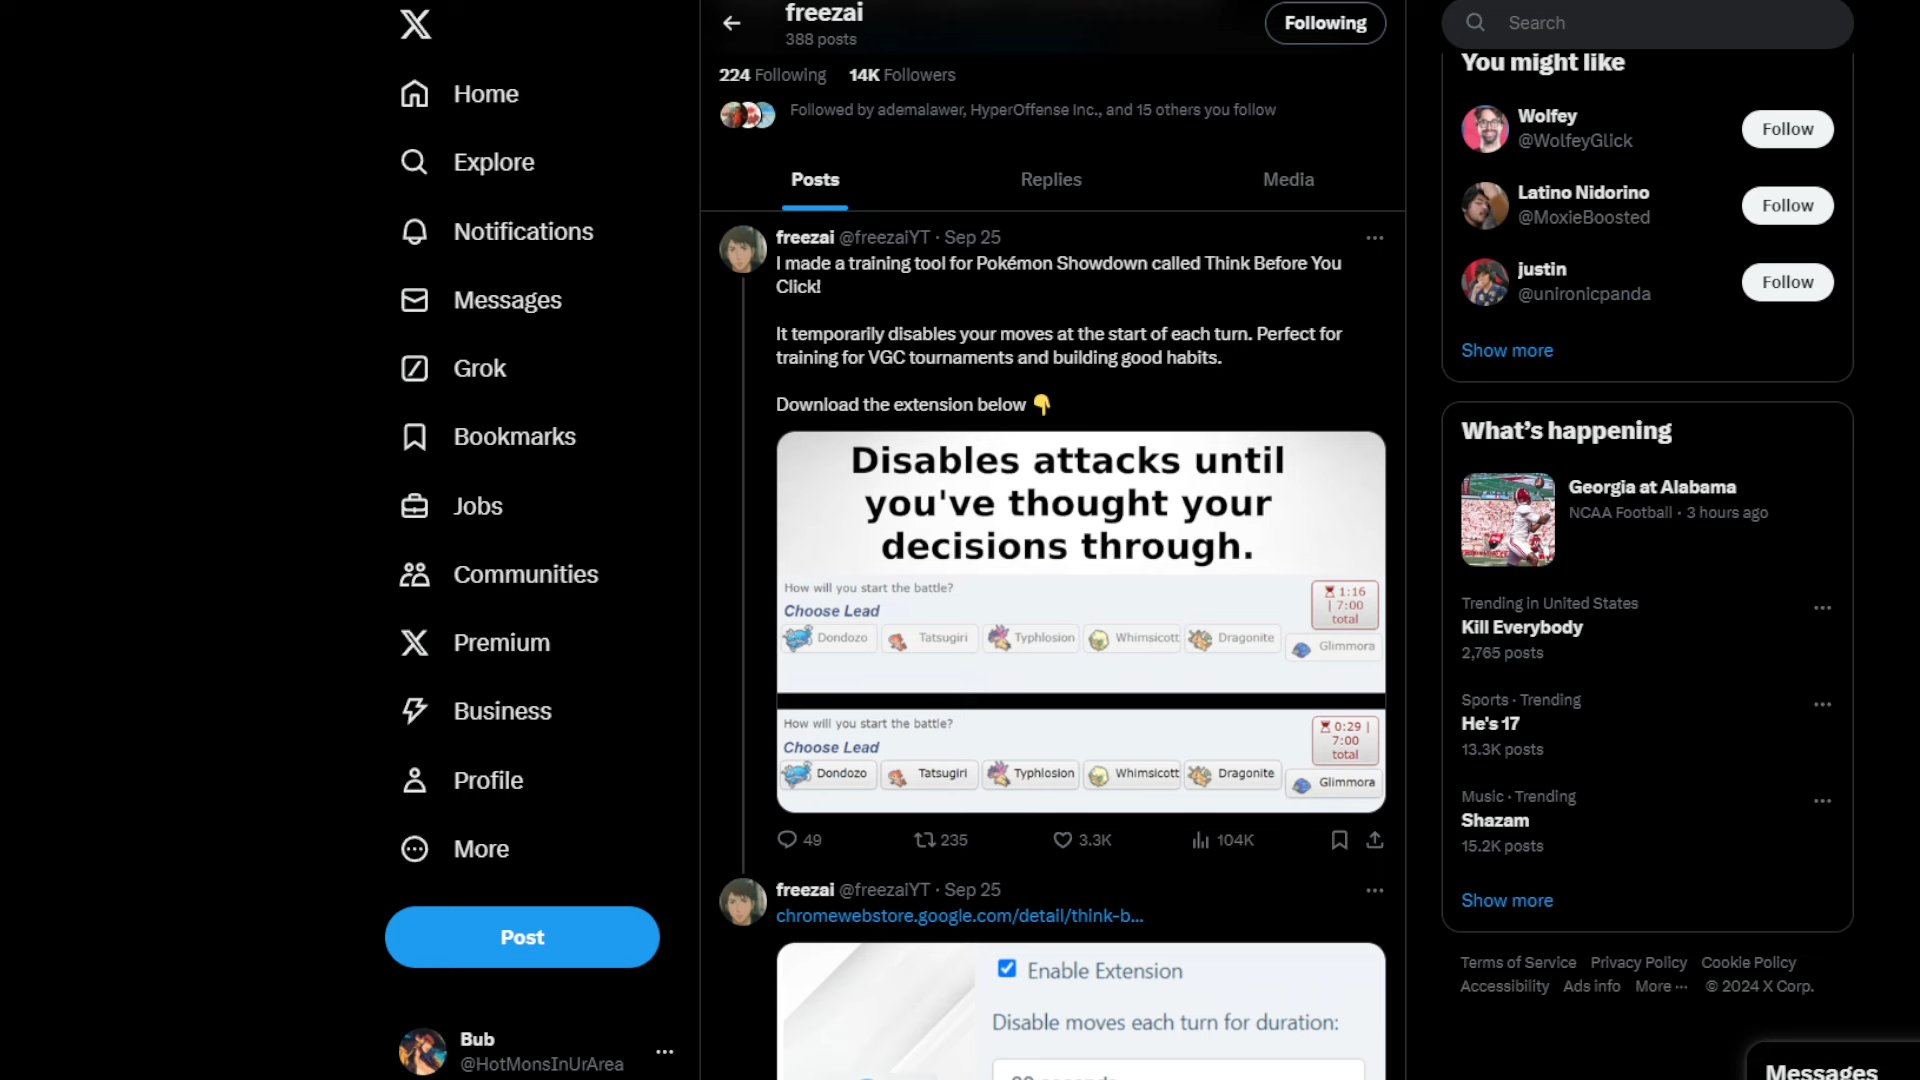 Home
Explore
Notifications
Messages
Grok
Bookmarks
Jobs
Communities
Premium
Business
Profile
More
Post
Bub
@HotMonsInUrArea
freezai
388 posts
Following
224 Following 14K Followers
Followed by ademalawer, HyperOffense Inc., and 15 others you follow
Posts Replies Media
freezai @freezaiYT · Sep 25
I made a training tool for Pokémon Showdown called Think Before You
Click!
It temporarily disables your moves at the start of each turn. Perfect for
training for VGC tournaments and building good habits.
Download the extension below 👇
Disables attacks until
you've thought your
decisions through.
How will you start the battle?
Choose Lead
1:16
| 7:00
total
Dondozo Tatsugiri Typhlosion Whimsicott Dragonite Glimmora
How will you start the battle?
Choose Lead
0:29 |
7:00
total
Dondozo Tatsugiri Typhlosion Whimsicott Dragonite Glimmora
49 235 3.3K 104K
freezai @freezaiYT · Sep 25
chromewebstore.google.com/detail/think-b...
Enable Extension
Disable moves each turn for duration:
Search
You might like
Wolfey
@WolfeyGlick
Follow
Latino Nidorino
@MoxieBoosted
Follow
justin
@unironicpanda
Follow
Show more
What's happening
Georgia at Alabama
NCAA Football · 3 hours ago
Trending in United States
Kill Everybody
2,765 posts
Sports · Trending
He's 17
13.3K posts
Music · Trending
Shazam
15.2K posts
Show more
Terms of Service Privacy Policy Cookie Policy
Accessibility Ads info More ··· © 2024 X Corp.
Messages